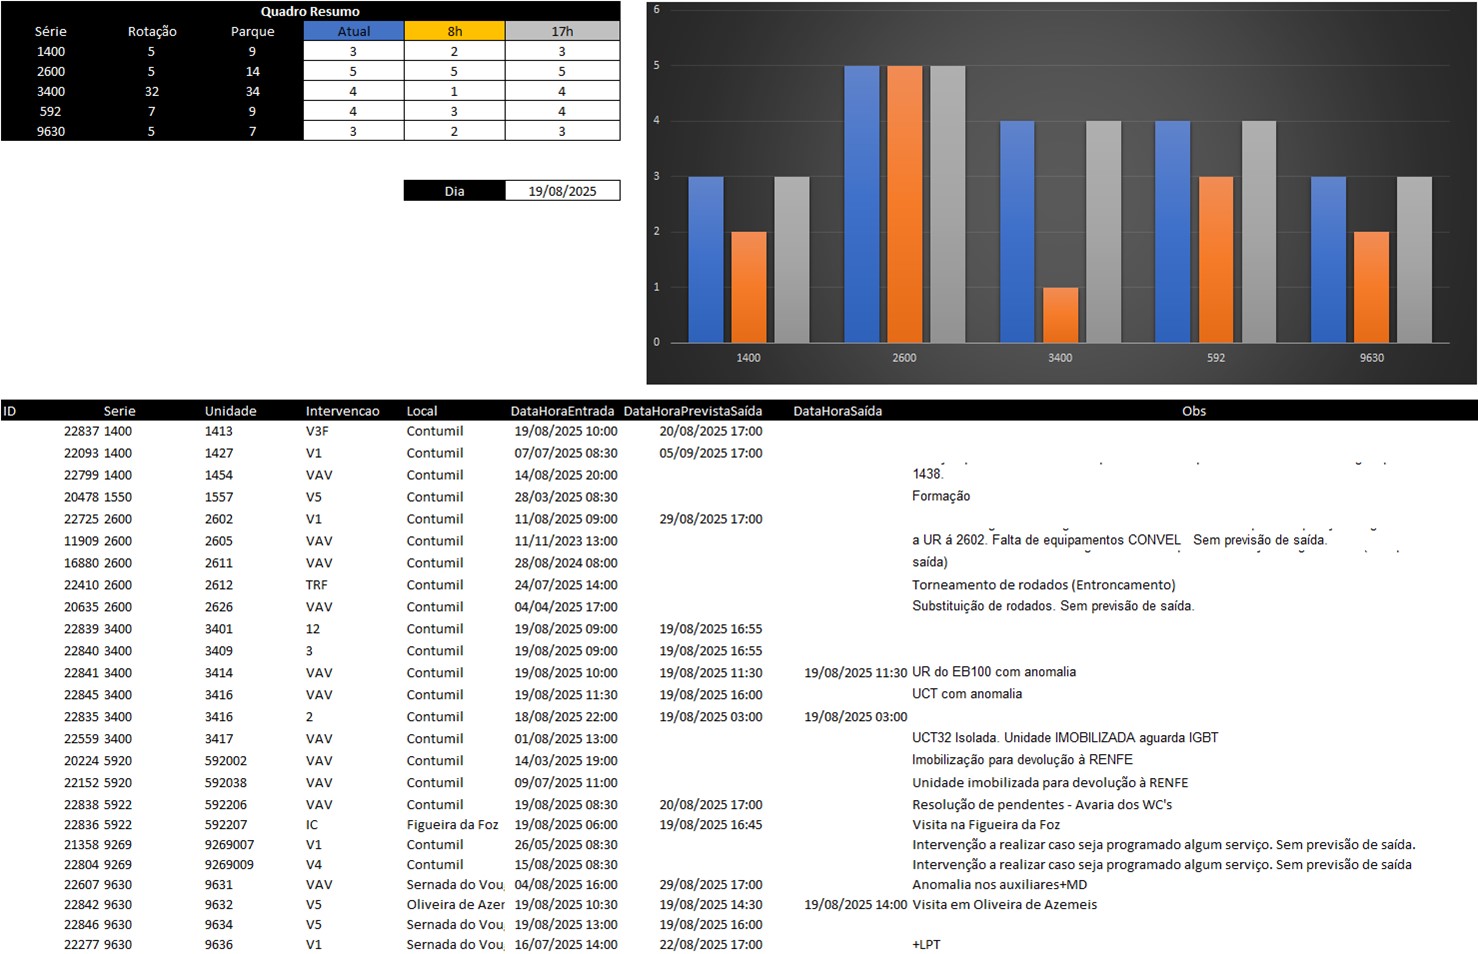 Quadro Resumo
Série Rotação Parque Atual 8h 17h
1400 5 9 3 2 3
2600 5 14 5 5 5
3400 32 34 4 1 4
592 7 9 4 3 4
9630 5 7 3 2 3
Dia 19/08/2025
6
5
4
3
2
1
0
1400 2600 3400 592 9630
ID Serie Unidade Intervencao Local DataHoraEntrada DataHoraPrevistaSaída DataHoraSaída Obs
22837 1400 1413 V3F Contumil 19/08/2025 10:00 20/08/2025 17:00
22093 1400 1427 V1 Contumil 07/07/2025 08:30 05/09/2025 17:00
22799 1400 1454 VAV Contumil 14/08/2025 20:00 1438.
20478 1550 1557 V5 Contumil 28/03/2025 08:30 Formação
22725 2600 2602 V1 Contumil 11/08/2025 09:00 29/08/2025 17:00
11909 2600 2605 VAV Contumil 11/11/2023 13:00 a UR á 2602. Falta de equipamentos CONVEL Sem previsão de saída.
16880 2600 2611 VAV Contumil 28/08/2024 08:00 saída)
22410 2600 2612 TRF Contumil 24/07/2025 14:00 Torneamento de rodados (Entroncamento)
20635 2600 2626 VAV Contumil 04/04/2025 17:00 Substituição de rodados. Sem previsão de saída.
22839 3400 3401 12 Contumil 19/08/2025 09:00 19/08/2025 16:55
22840 3400 3409 3 Contumil 19/08/2025 09:00 19/08/2025 16:55
22841 3400 3414 VAV Contumil 19/08/2025 10:00 19/08/2025 11:30 19/08/2025 11:30 UR do EB100 com anomalia
22845 3400 3416 VAV Contumil 19/08/2025 11:30 19/08/2025 16:00 UCT com anomalia
22835 3400 3416 2 Contumil 18/08/2025 22:00 19/08/2025 03:00 19/08/2025 03:00
22559 3400 3417 VAV Contumil 01/08/2025 13:00 UCT32 Isolada. Unidade IMOBILIZADA aguarda IGBT
20224 5920 592002 VAV Contumil 14/03/2025 19:00 Imobilização para devolução à RENFE
22152 5920 592038 VAV Contumil 09/07/2025 11:00 Unidade imobilizada para devolução à RENFE
22838 5922 592206 VAV Contumil 19/08/2025 08:30 20/08/2025 17:00 Resolução de pendentes - Avaria dos WC's
22836 5922 592207 IC Figueira da Foz 19/08/2025 06:00 19/08/2025 16:45 Visita na Figueira da Foz
21358 9269 9269007 V1 Contumil 26/05/2025 08:30 Intervenção a realizar caso seja programado algum serviço. Sem previsão de saída.
22804 9269 9269009 V4 Contumil 15/08/2025 08:30 Intervenção a realizar caso seja programado algum serviço. Sem previsão de saída
22607 9630 9631 VAV Sernada do Vou 04/08/2025 16:00 29/08/2025 17:00 Anomalia nos auxiliares+MD
22842 9630 9632 V5 Oliveira de Azer 19/08/2025 10:30 19/08/2025 14:30 19/08/2025 14:00 Visita em Oliveira de Azemeis
22846 9630 9634 V5 Sernada do Vou 19/08/2025 13:00 19/08/2025 16:00
22277 9630 9636 V1 Sernada do Vou 16/07/2025 14:00 22/08/2025 17:00 +LPT